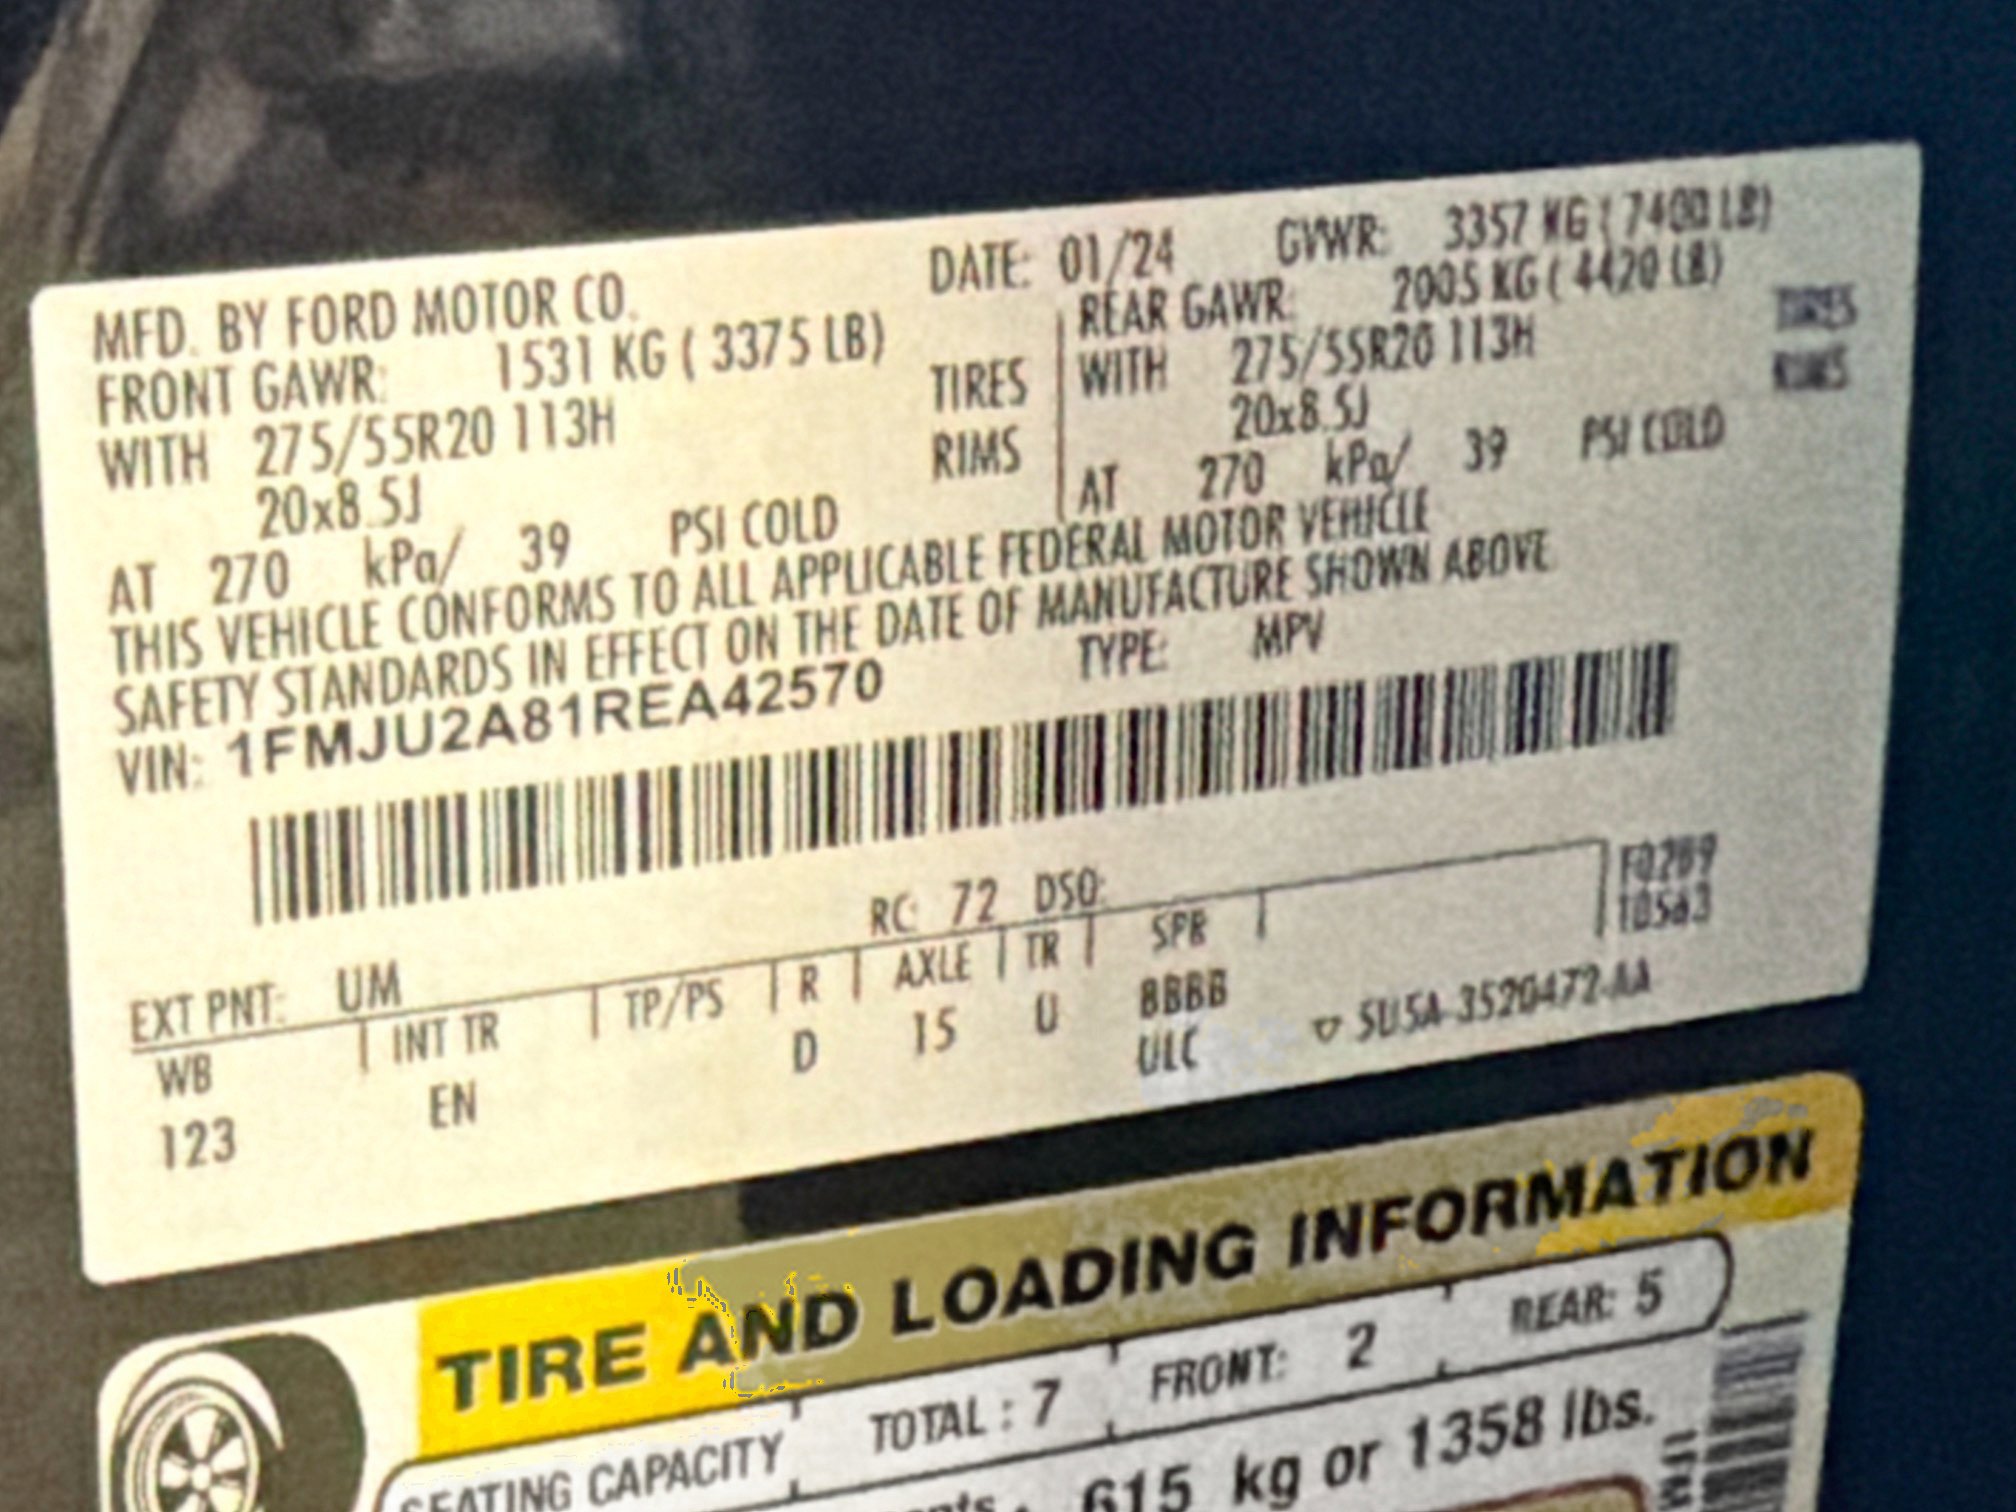 MFD. BY FORD MOTOR CO. DATE: 01/24 GVWR: 3357 KG ( 7400 LB)
FRONT GAWR: 1531 KG ( 3375 LB) REAR GAWR: 2005 KG ( 4420 LB)
WITH 275/55R20 113H TIRES WITH 275/55R20 113H TIRES
20x8.5J RIMS 20x8.5J RIMS
AT 270 kPa/ 39 PSI COLD AT 270 kPa/ 39 PSI COLD
THIS VEHICLE CONFORMS TO ALL APPLICABLE FEDERAL MOTOR VEHICLE
SAFETY STANDARDS IN EFFECT ON THE DATE OF MANUFACTURE SHOWN ABOVE
VIN: 1FMJU2A81REA42570 TYPE: MPV
F0209
10563
EXT PNT: UM RC: 72 DSO:
WB INT TR TP/PS R AXLE TR SPR
123 EN D 15 U BBBB
ULC
TIRE AND LOADING INFORMATION
SEATING CAPACITY TOTAL : 7 FRONT: 2 REAR: 5
615 kg or 1358 lbs.